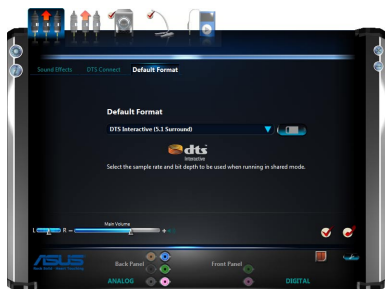 Sound Effects DTS Connect Default Format
Default Format
DTS Interactive (5.1 Surround)
dts
Interactive
Select the sample rate and bit depth to be used when running in shared mode.
Main Volume
L R - +
ASUS
Back Panel Front Panel
ANALOG DIGITAL